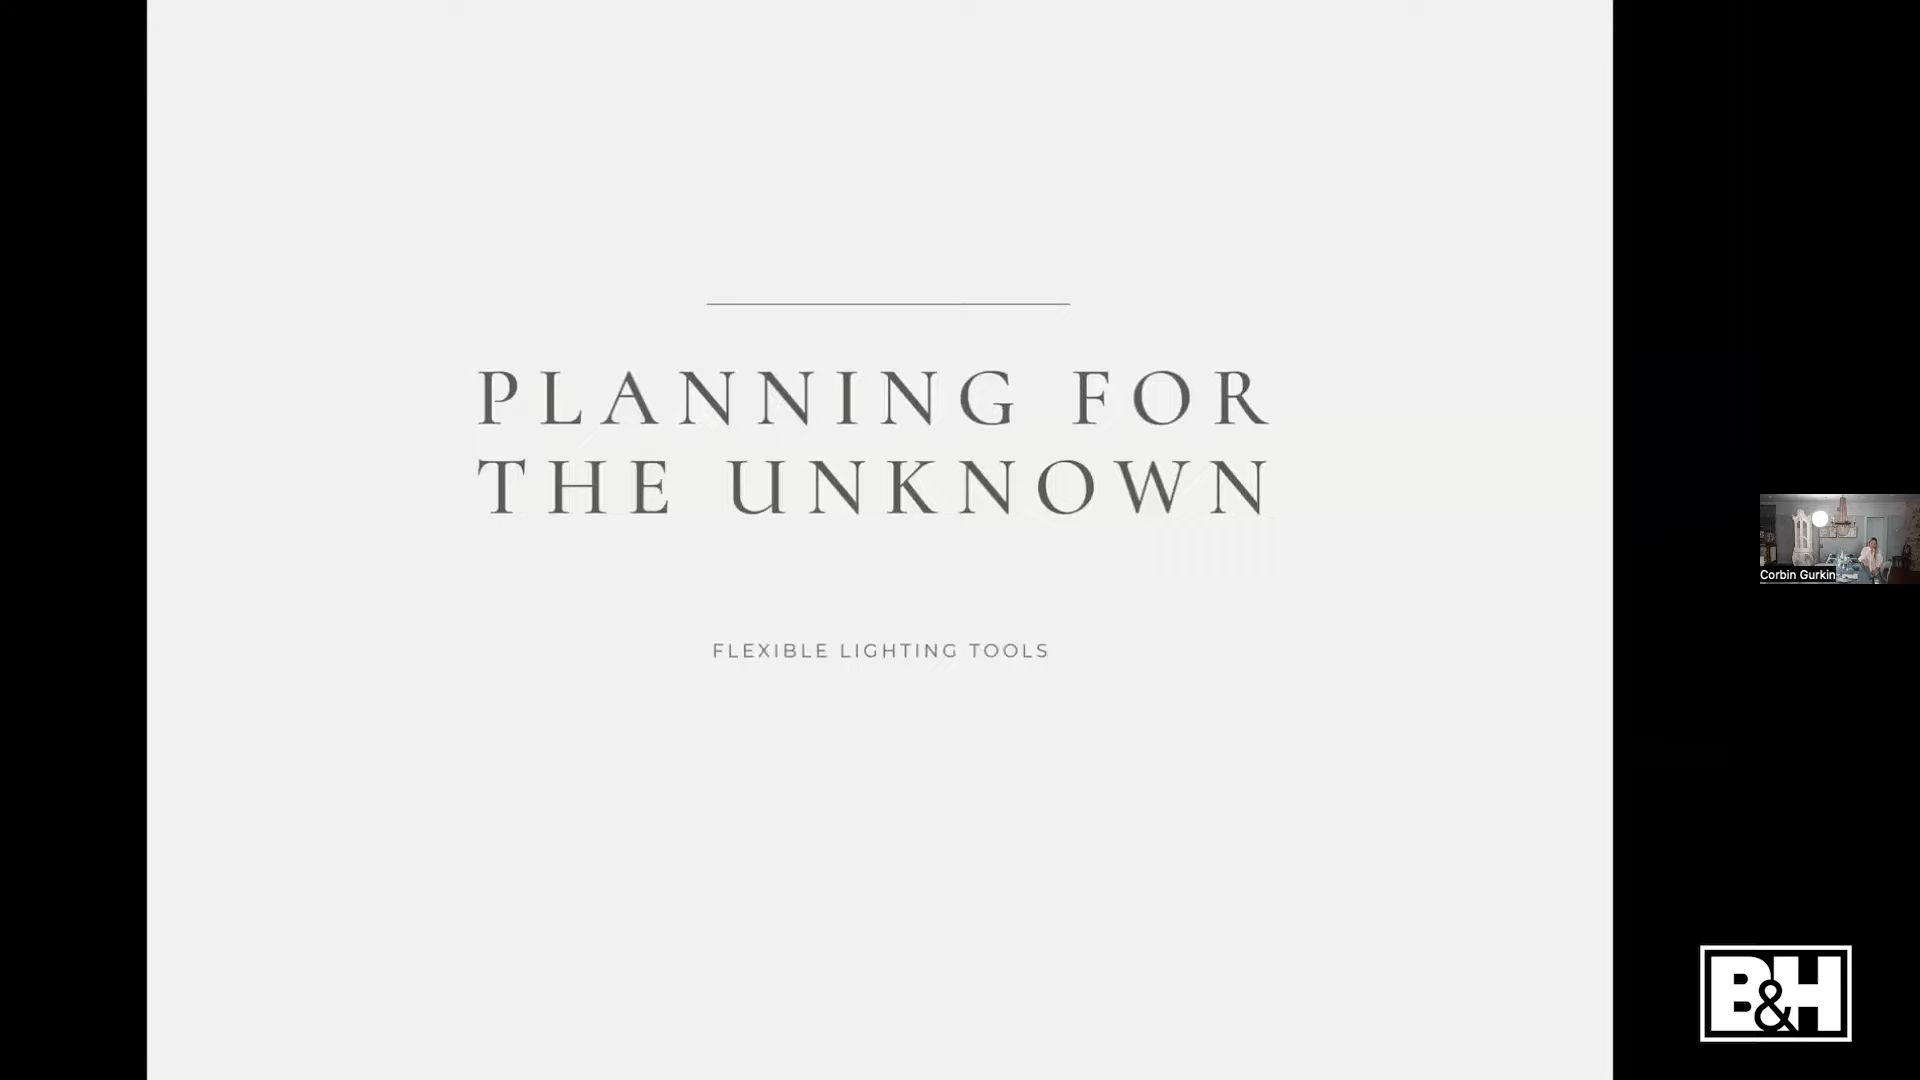 PLANNING FOR
THE UNKNOWN
FLEXIBLE LIGHTING TOOLS
Corbin Gurkin
B&H